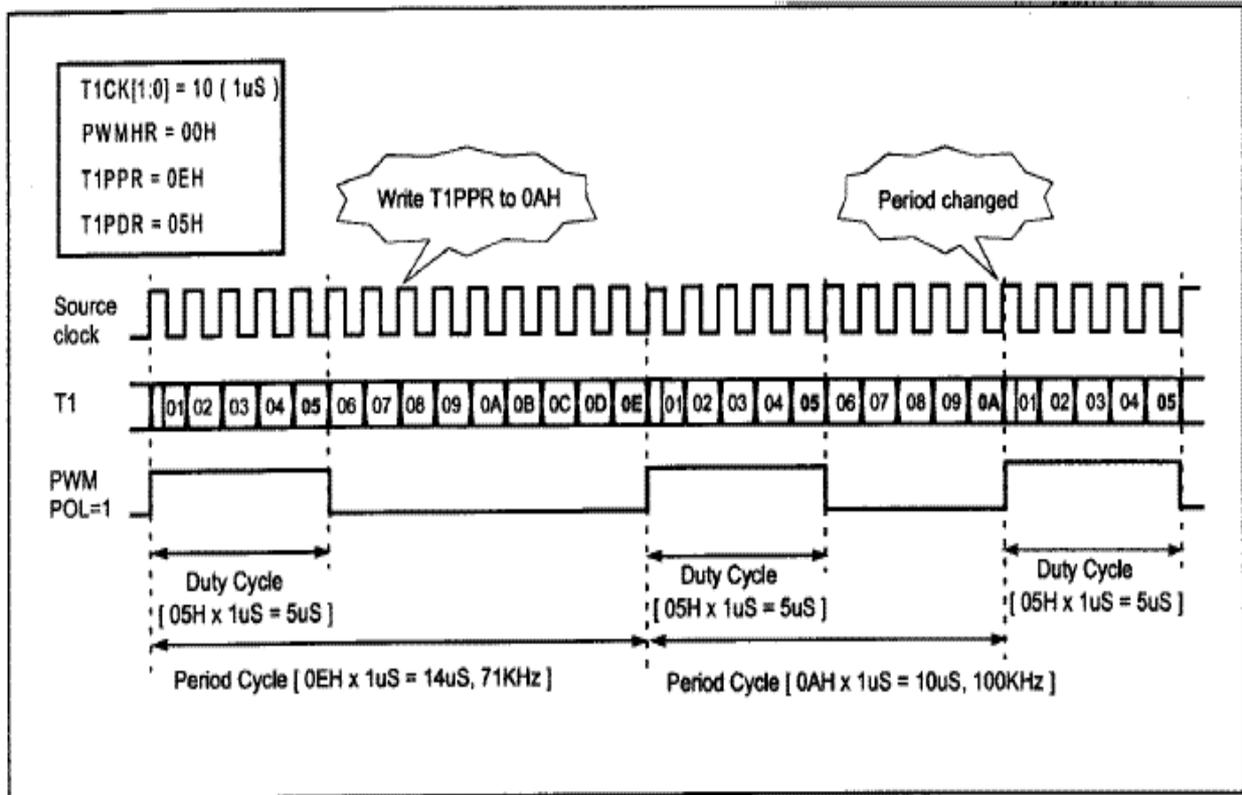 T1CK[1:0] = 10 ( 1uS )
PWMHR = 00H
T1PPR = 0EH
T1PDR = 05H
Write T1PPR to 0AH
Period changed
Source
clock
T1
01 02 03 04 05 06 07 08 09 0A 0B 0C 0D 0E 01 02 03 04 05 06 07 08 09 0A 01 02 03 04 05
PWM
POL=1
Duty Cycle
[ 05H x 1uS = 5uS ]
Duty Cycle
[ 05H x 1uS = 5uS ]
Duty Cycle
[ 05H x 1uS = 5uS ]
Period Cycle [ 0EH x 1uS = 14uS, 71KHz ]
Period Cycle [ 0AH x 1uS = 10uS, 100KHz ]